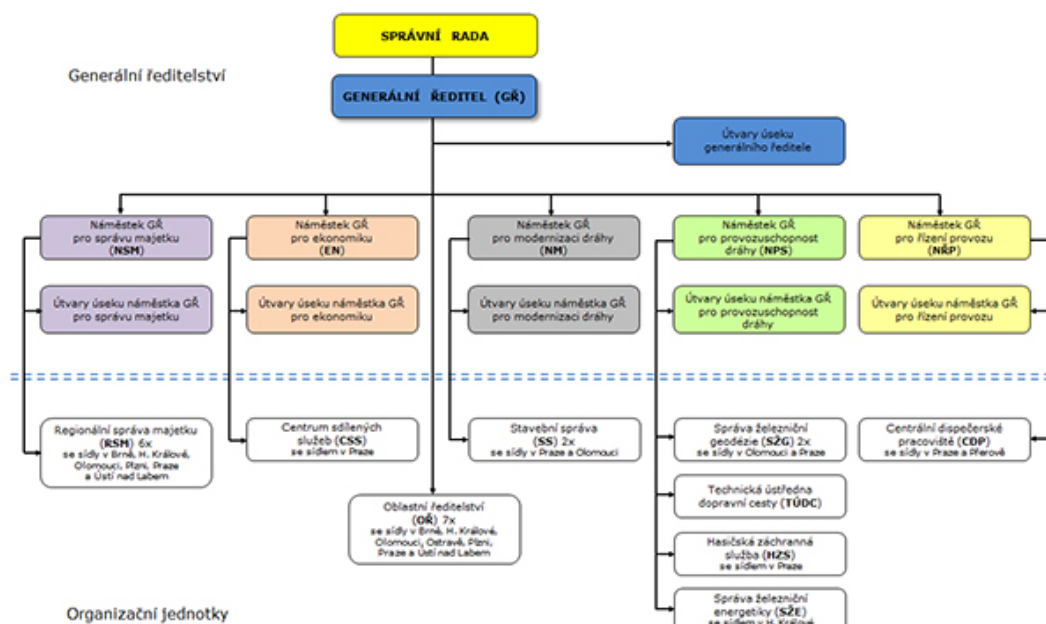 SPRÁVNÍ RADA
Generální ředitelství
GENERÁLNÍ ŘEDITEL (GŘ)
Útvary úseku
generálního ředitele
Náměstek GŘ
pro správu majetku
(NSM)
Náměstek GŘ
pro ekonomiku
(EN)
Náměstek GŘ
pro modernizaci dráhy
(NM)
Náměstek GŘ
pro provozuschopnost
dráhy (NPS)
Náměstek GŘ
pro řízení provozu
(NŘP)
Útvary úseku náměstka GŘ
pro správu majetku
Útvary úseku náměstka GŘ
pro ekonomiku
Útvary úseku náměstka GŘ
pro modernizaci dráhy
Útvary úseku náměstka GŘ
pro provozuschopnost
dráhy
Útvary úseku náměstka GŘ
pro řízení provozu
Regionální správa majetku
(RSM) 6x
se sídly v Brně, H. Králové,
Olomouci, Plzni, Praze
a Ústí nad Labem
Centrum sdílených
služeb (CSS)
se sídlem v Praze
Stavební správa
(SS) 2x
se sídly v Praze a Olomouci
Správa železniční
geodézie (SŽG) 2x
se sídly v Olomouci a Praze
Centrální dispečerské
pracoviště (CDP)
se sídly v Praze a Přerově
Oblastní ředitelství
(OŘ) 7x
se sídly v Brně, H. Králové,
Olomouci, Ostravě, Plzni,
Praze a Ústí nad Labem
Technická ústředna
dopravní cesty (TÚDC)
Hasičská záchranná
služba (HZS)
se sídlem v Praze
Správa železniční
energetiky (SŽE)
se sídlem v H. Králové
Organizační jednotky